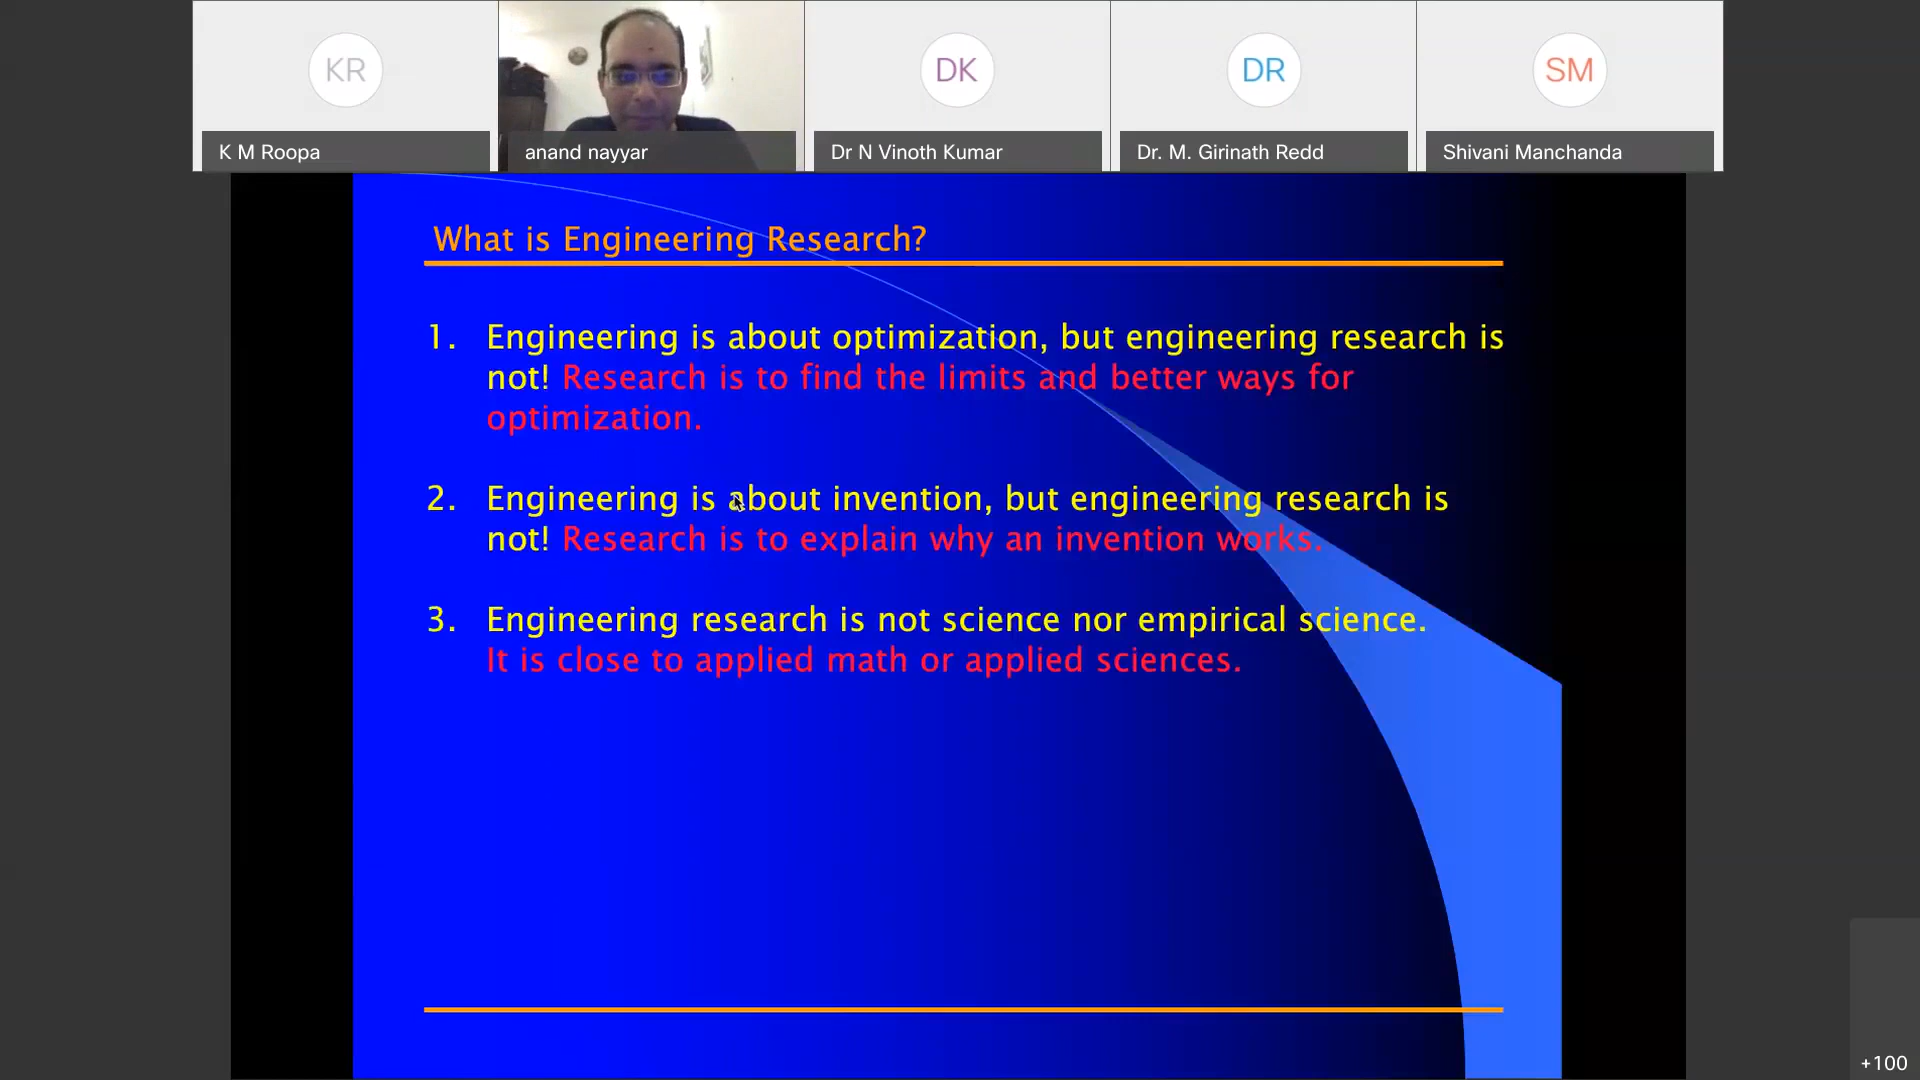 KR
DK
DR
SM
K M Roopa
anand nayyar
Dr N Vinoth Kumar
Dr. M. Girinath Redd
Shivani Manchanda
What is Engineering Research?
1. Engineering is about optimization, but engineering research is
not! Research is to find the limits and better ways for
optimization.
2. Engineering is about invention, but engineering research is
not! Research is to explain why an invention works.
3. Engineering research is not science nor empirical science.
It is close to applied math or applied sciences.
+100